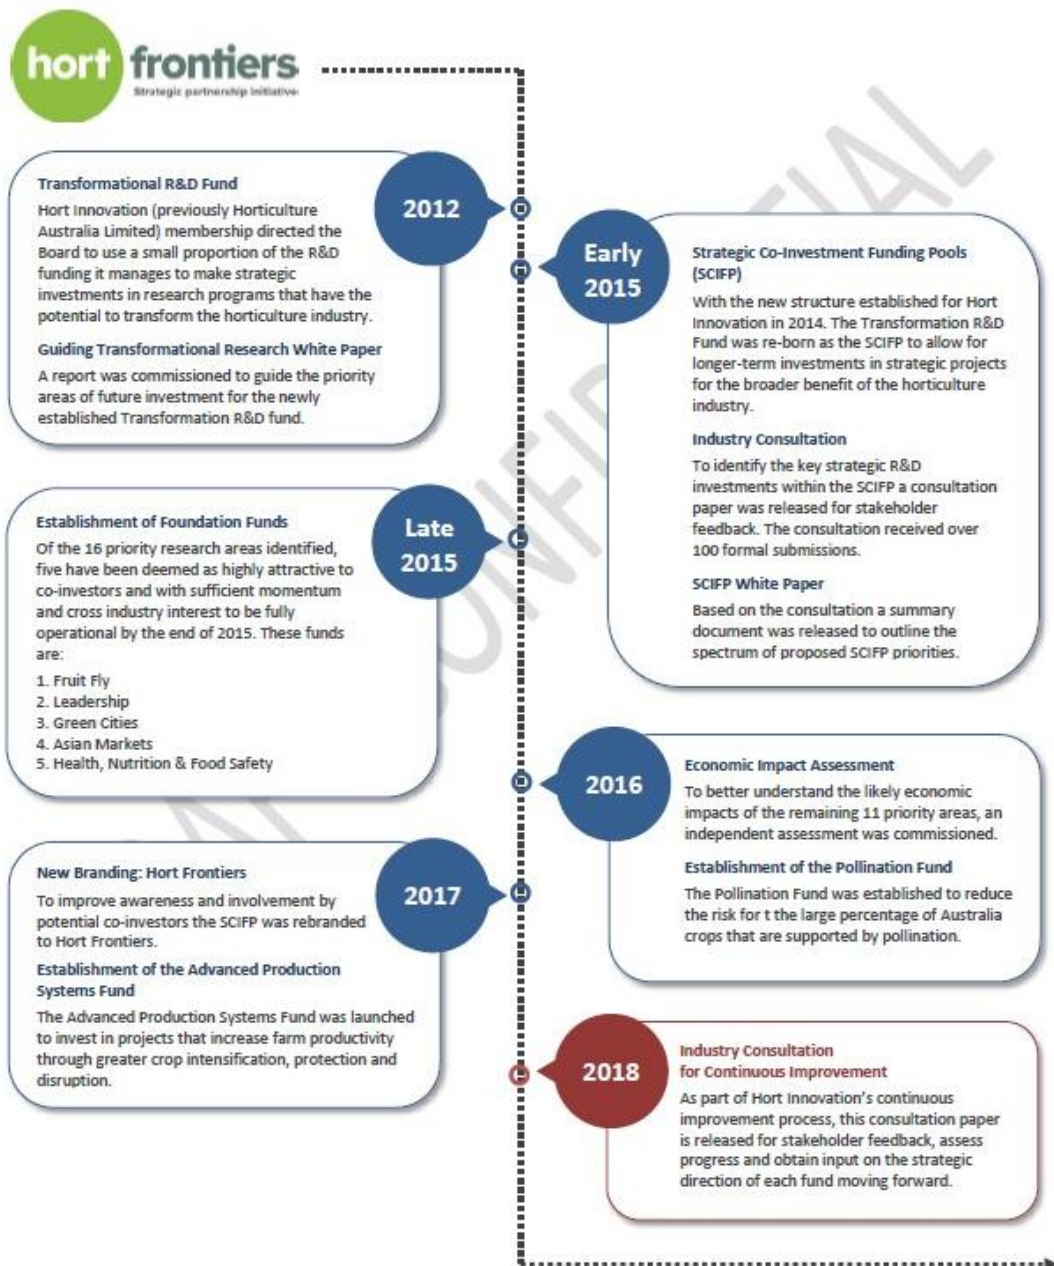 hort frontiers
Strategic partnership initiative
Transformational R&D Fund
Hort Innovation (previously Horticulture
Australia Limited) membership directed the
Board to use a small proportion of the R&D
funding it manages to make strategic
investments in research programs that have the
potential to transform the horticulture industry.
Guiding Transformational Research White Paper
A report was commissioned to guide the priority
areas of future investment for the newly
established Transformation R&D fund.
2012
Early
2015
Strategic Co-Investment Funding Pools
(SCIFP)
With the new structure established for Hort
Innovation in 2014. The Transformation R&D
Fund was re-born as the SCIFP to allow for
longer-term investments in strategic projects
for the broader benefit of the horticulture
industry.
Industry Consultation
To identify the key strategic R&D
investments within the SCIFP a consultation
paper was released for stakeholder
feedback. The consultation received over
100 formal submissions.
SCIFP White Paper
Based on the consultation a summary
document was released to outline the
spectrum of proposed SCIFP priorities.
Establishment of Foundation Funds
Of the 16 priority research areas identified,
five have been deemed as highly attractive to
co-investors and with sufficient momentum
and cross industry interest to be fully
operational by the end of 2015. These funds
are:
1. Fruit Fly
2. Leadership
3. Green Cities
4. Asian Markets
5. Health, Nutrition & Food Safety
Late
2015
2016
Economic Impact Assessment
To better understand the likely economic
impacts of the remaining 11 priority areas, an
independent assessment was commissioned.
Establishment of the Pollination Fund
The Pollination Fund was established to reduce
the risk for t the large percentage of Australia
crops that are supported by pollination.
New Branding: Hort Frontiers
To improve awareness and involvement by
potential co-investors the SCIFP was rebranded
to Hort Frontiers.
Establishment of the Advanced Production
Systems Fund
The Advanced Production Systems Fund was launched
to invest in projects that increase farm productivity
through greater crop intensification, protection and
disruption.
2017
2018
Industry Consultation
for Continuous Improvement
As part of Hort Innovation's continuous
improvement process, this consultation paper
is released for stakeholder feedback, assess
progress and obtain input on the strategic
direction of each fund moving forward.